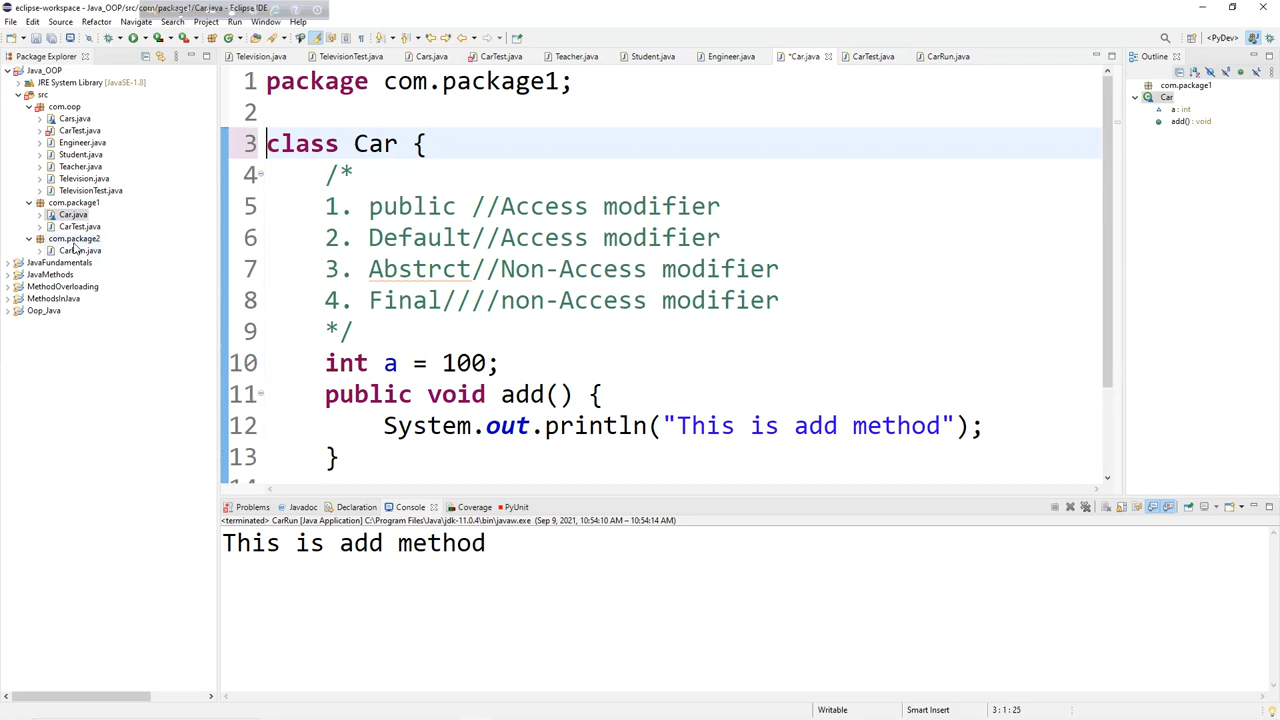 eclipse-workspace - Java_OOP/src/com/package1/Car.java - Eclipse IDE
File Edit Source Refactor Navigate Search Project Run Window Help
<PyDev>
Package Explorer
Java_OOP
JRE System Library [JavaSE-1.8]
src
com.oop
Cars.java
CarTest.java
Engineer.java
Student.java
Teacher.java
Television.java
TelevisionTest.java
com.package1
Car.java
CarTest.java
com.package2
CarRun.java
JavaFundamentals
JavaMethods
MethodOverloading
MethodsInJava
Oop_Java
Television.java TelevisionTest.java Cars.java CarTest.java Teacher.java Student.java Engineer.java *Car.java CarTest.java CarRun.java
1 package com.package1;
2
3 class Car {
4 /*
5 1. public //Access modifier
6 2. Default//Access modifier
7 3. Abstrct//Non-Access modifier
8 4. Final////non-Access modifier
9 */
10 int a = 100;
11 public void add() {
12 System.out.println("This is add method");
13 }
Outline
com.package1
Car
a : int
add() : void
Problems Javadoc Declaration Console Coverage PyUnit
<terminated> CarRun [Java Application] C:\Program Files\Java\jdk-11.0.4\bin\javaw.exe (Sep 9, 2021, 10:54:10 AM – 10:54:14 AM)
This is add method
Writable Smart Insert 3 : 1 : 25